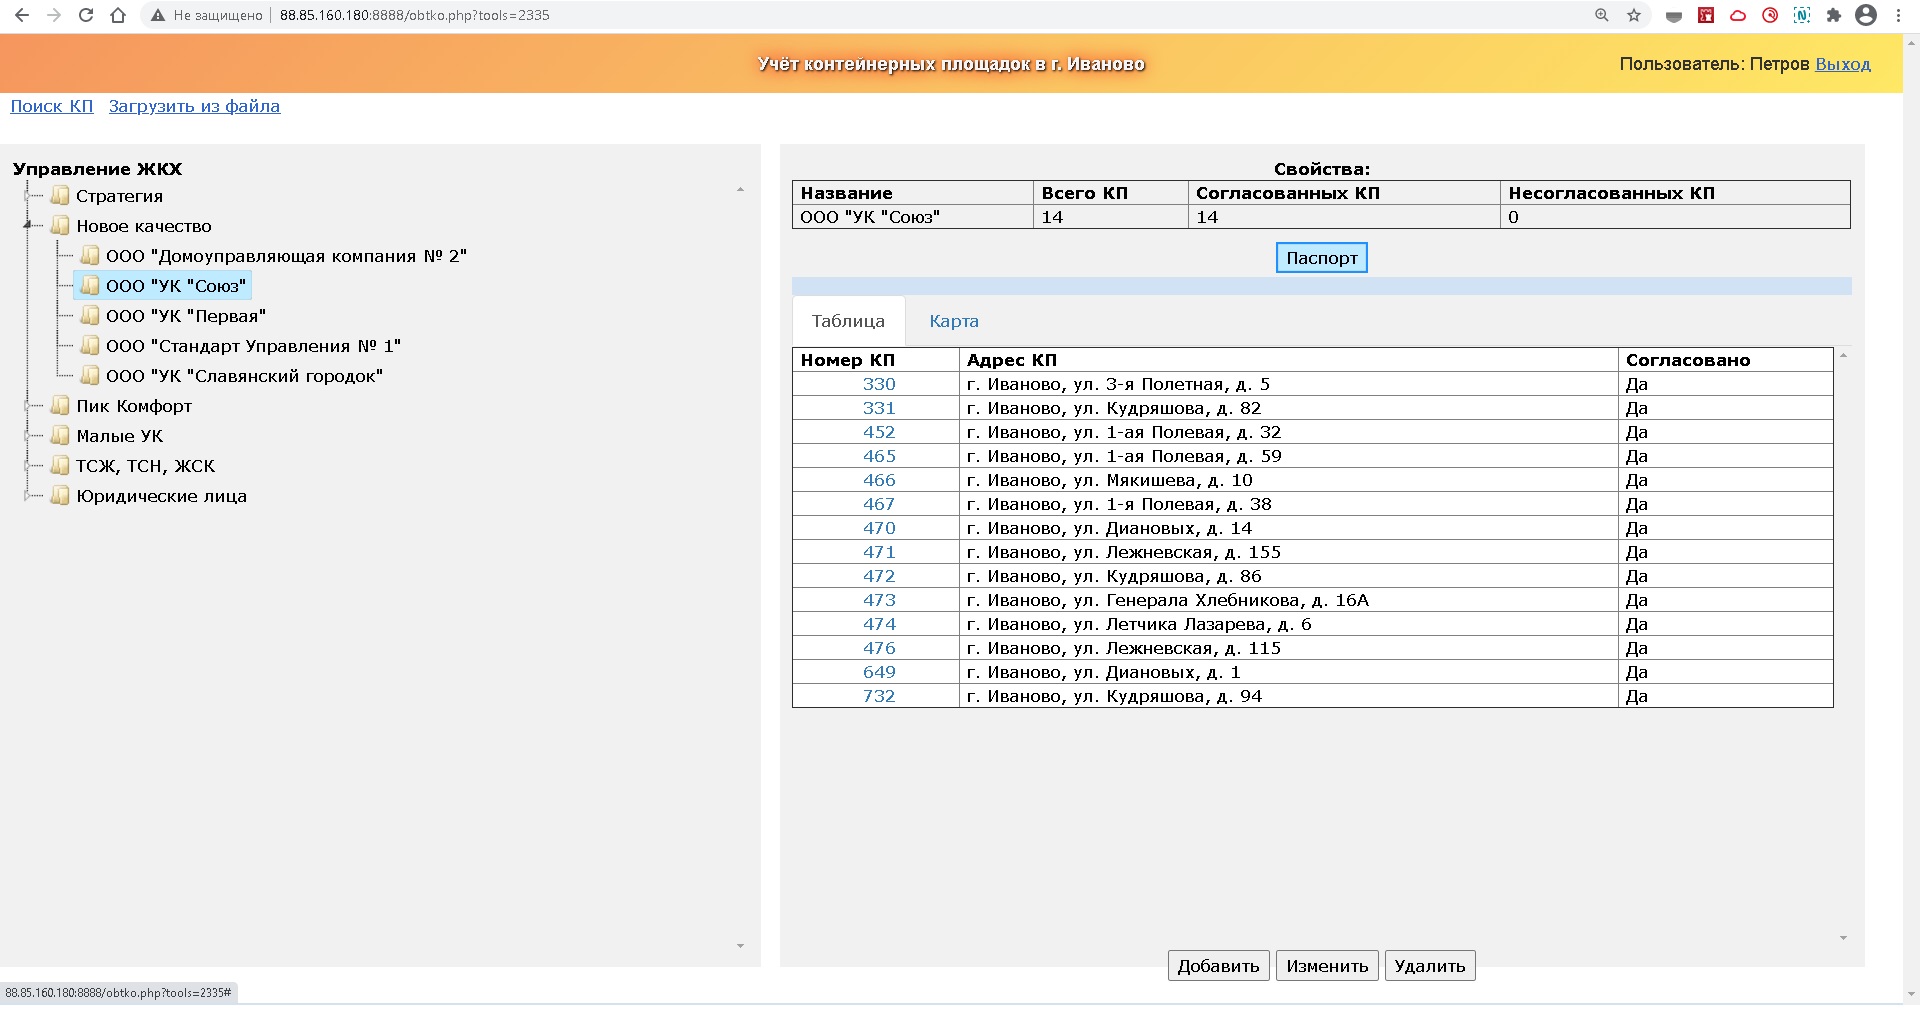 Не защищено 88.85.160.180:8888/obtko.php?tools=2335
Учёт контейнерных площадок в г. Иваново
Пользователь: Петров Выход
Поиск КП Загрузить из файла
Управление ЖКХ
Стратегия
Новое качество
ООО "Домоуправляющая компания № 2"
ООО "УК "Союз"
ООО "УК "Первая"
ООО "Стандарт Управления № 1"
ООО "УК "Славянский городок"
Пик Комфорт
Малые УК
ТСЖ, ТСН, ЖСК
Юридические лица
Свойства:
Название Всего КП Согласованных КП Несогласованных КП
ООО "УК "Союз" 14 14 0
Паспорт
Таблица Карта
Номер КП Адрес КП Согласовано
330 г. Иваново, ул. 3-я Полетная, д. 5 Да
331 г. Иваново, ул. Кудряшова, д. 82 Да
452 г. Иваново, ул. 1-ая Полевая, д. 32 Да
465 г. Иваново, ул. 1-ая Полевая, д. 59 Да
466 г. Иваново, ул. Мякишева, д. 10 Да
467 г. Иваново, ул. 1-я Полевая, д. 38 Да
470 г. Иваново, ул. Диановых, д. 14 Да
471 г. Иваново, ул. Лежневская, д. 155 Да
472 г. Иваново, ул. Кудряшова, д. 86 Да
473 г. Иваново, ул. Генерала Хлебникова, д. 16А Да
474 г. Иваново, ул. Летчика Лазарева, д. 6 Да
476 г. Иваново, ул. Лежневская, д. 115 Да
649 г. Иваново, ул. Диановых, д. 1 Да
732 г. Иваново, ул. Кудряшова, д. 94 Да
Добавить Изменить Удалить
88.85.160.180:8888/obtko.php?tools=2335#